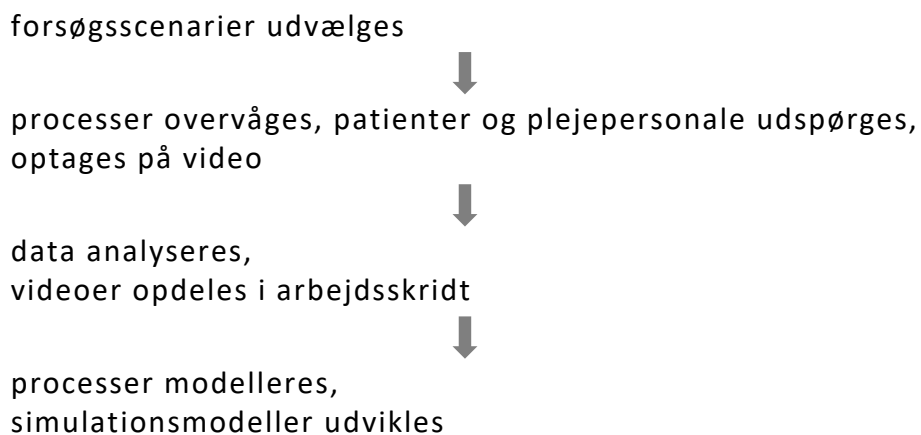 forsøgsscenarier udvælges
processer overvåges, patienter og plejepersonale udspørges,
optages på video
data analyseres,
videoer opdeles i arbejdsskridt
processer modelleres,
simulationsmodeller udvikles